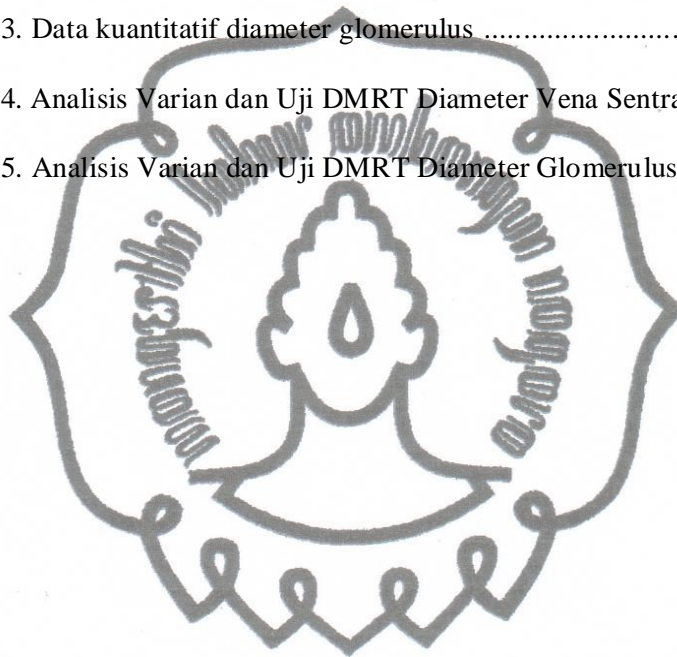 3. Data kuantitatif diameter glomerulus ..........................
4. Analisis Varian dan Uji DMRT Diameter Vena Sentra
5. Analisis Varian dan Uji DMRT Diameter Glomerulus